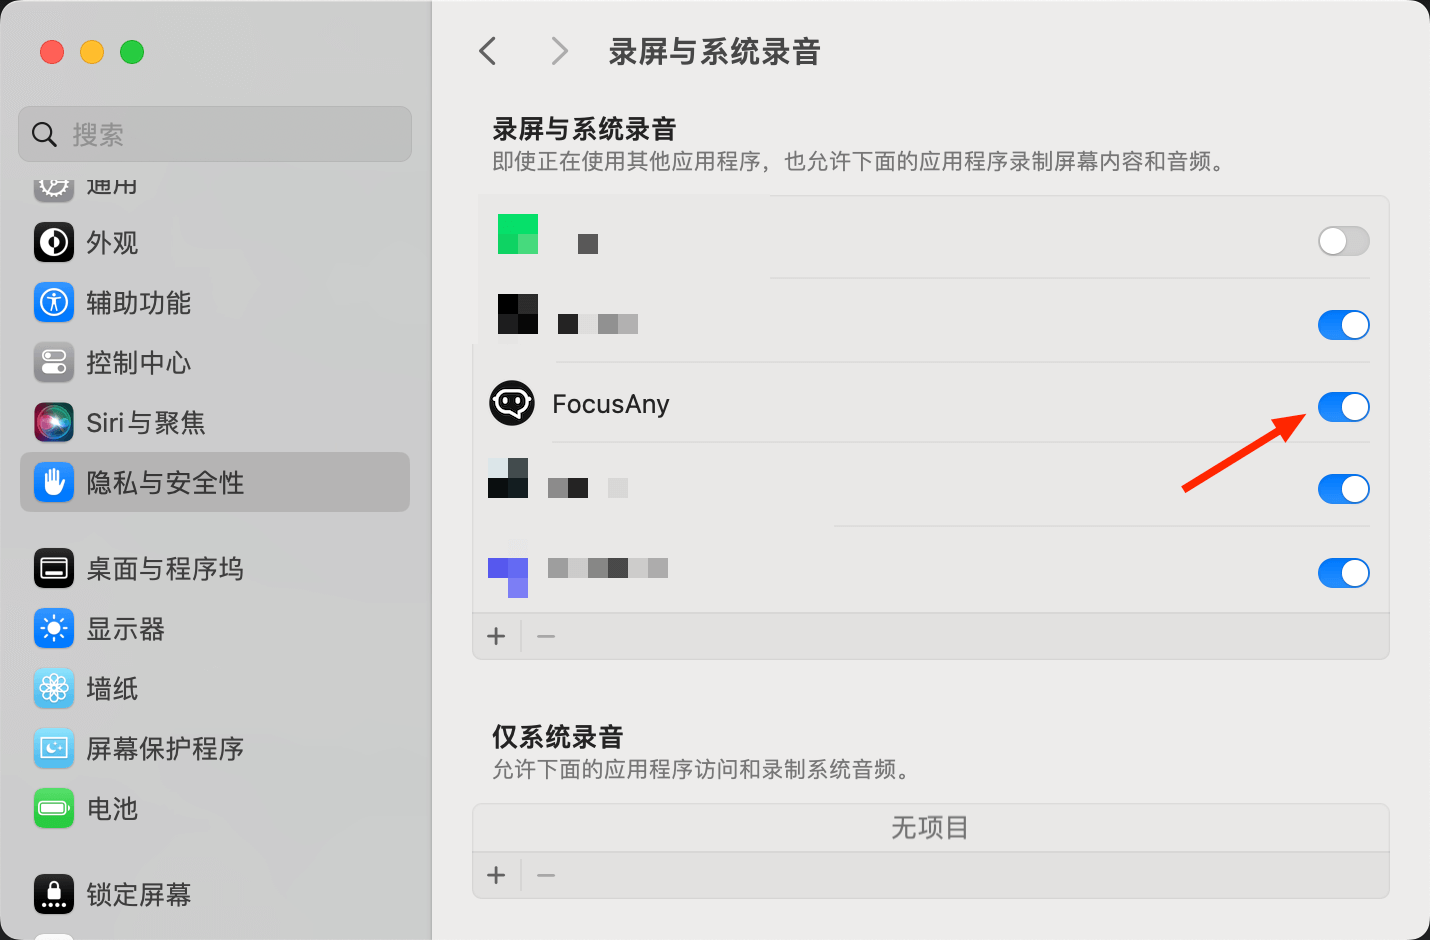 搜索
通用
外观
辅助功能
控制中心
Siri与聚焦
隐私与安全性
桌面与程序坞
显示器
墙纸
屏幕保护程序
电池
锁定屏幕
录屏与系统录音
录屏与系统录音
即使正在使用其他应用程序，也允许下面的应用程序录制屏幕内容和音频。
FocusAny
仅系统录音
允许下面的应用程序访问和录制系统音频。
无项目